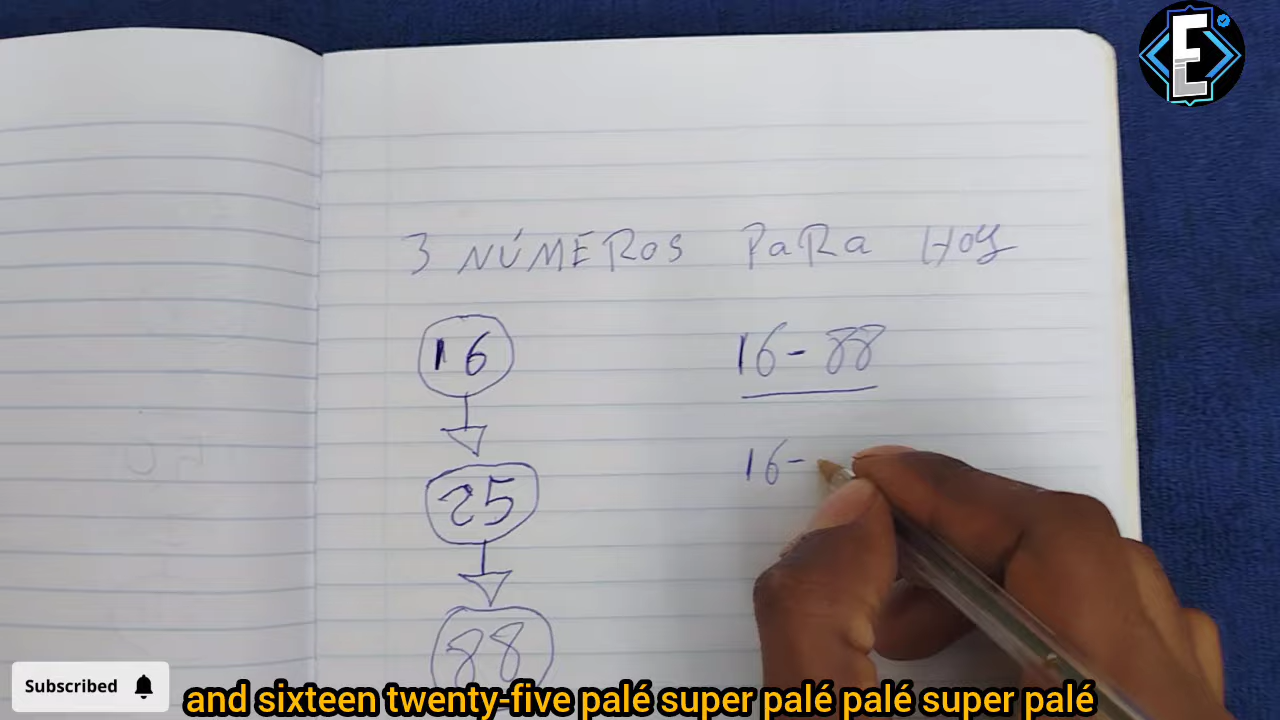 3 NÚMEROS PaRa HOY
16
16 - 88
25
16 -
88
Subscribed
and sixteen twenty-five palé super palé palé super palé